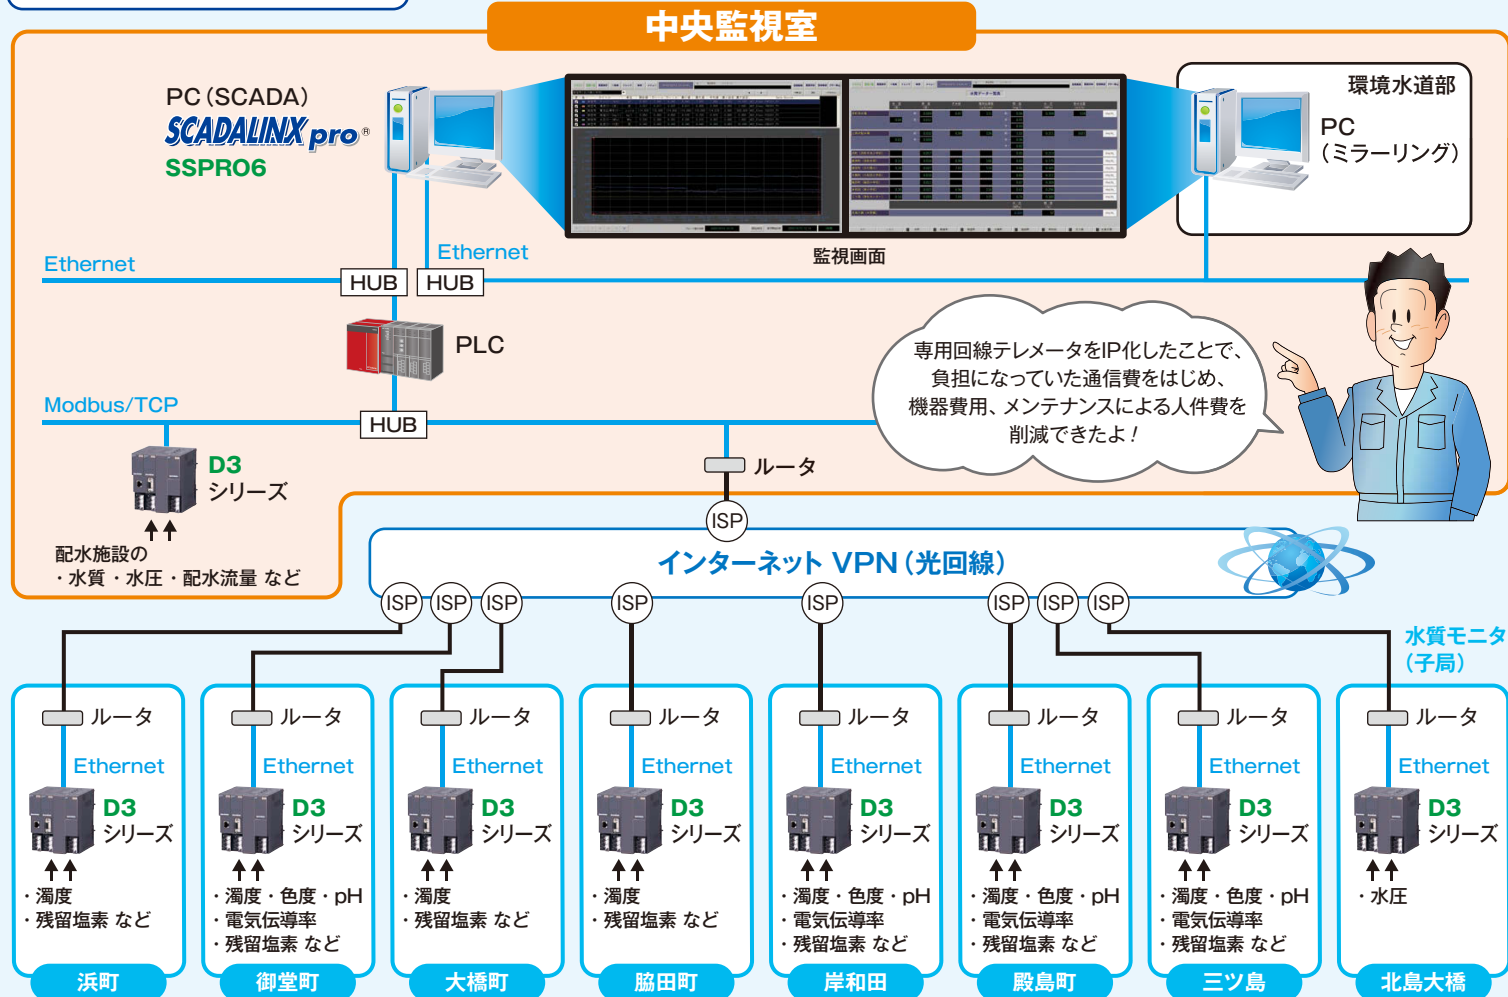 中央監視室
PC（SCADA）
SCADALINX pro®
SSPRO6
環境水道部
PC
（ミラーリング）
監視画面
Ethernet
Ethernet
HUB
HUB
PLC
専用回線テレメータをIP化したことで、
負担になっていた通信費をはじめ、
機器費用、メンテナンスによる人件費を
削減できたよ！
Modbus/TCP
HUB
D3
シリーズ
ルータ
ISP
配水施設の
・水質・水圧・配水流量 など
インターネット VPN（光回線）
ISP
ISP
ISP
ISP
ISP
ISP
ISP
ISP
水質モニタ
（子局）
ルータ
Ethernet
D3
シリーズ
・濁度
・残留塩素 など
浜町
ルータ
Ethernet
D3
シリーズ
・濁度・色度・pH
・電気伝導率
・残留塩素 など
御堂町
ルータ
Ethernet
D3
シリーズ
・濁度
・残留塩素 など
大橋町
ルータ
Ethernet
D3
シリーズ
・濁度
・残留塩素 など
脇田町
ルータ
Ethernet
D3
シリーズ
・濁度・色度・pH
・電気伝導率
・残留塩素 など
岸和田
ルータ
Ethernet
D3
シリーズ
・濁度・色度・pH
・電気伝導率
・残留塩素 など
殿島町
ルータ
Ethernet
D3
シリーズ
・濁度・色度・pH
・電気伝導率
・残留塩素 など
三ツ島
ルータ
Ethernet
D3
シリーズ
・水圧
北島大橋